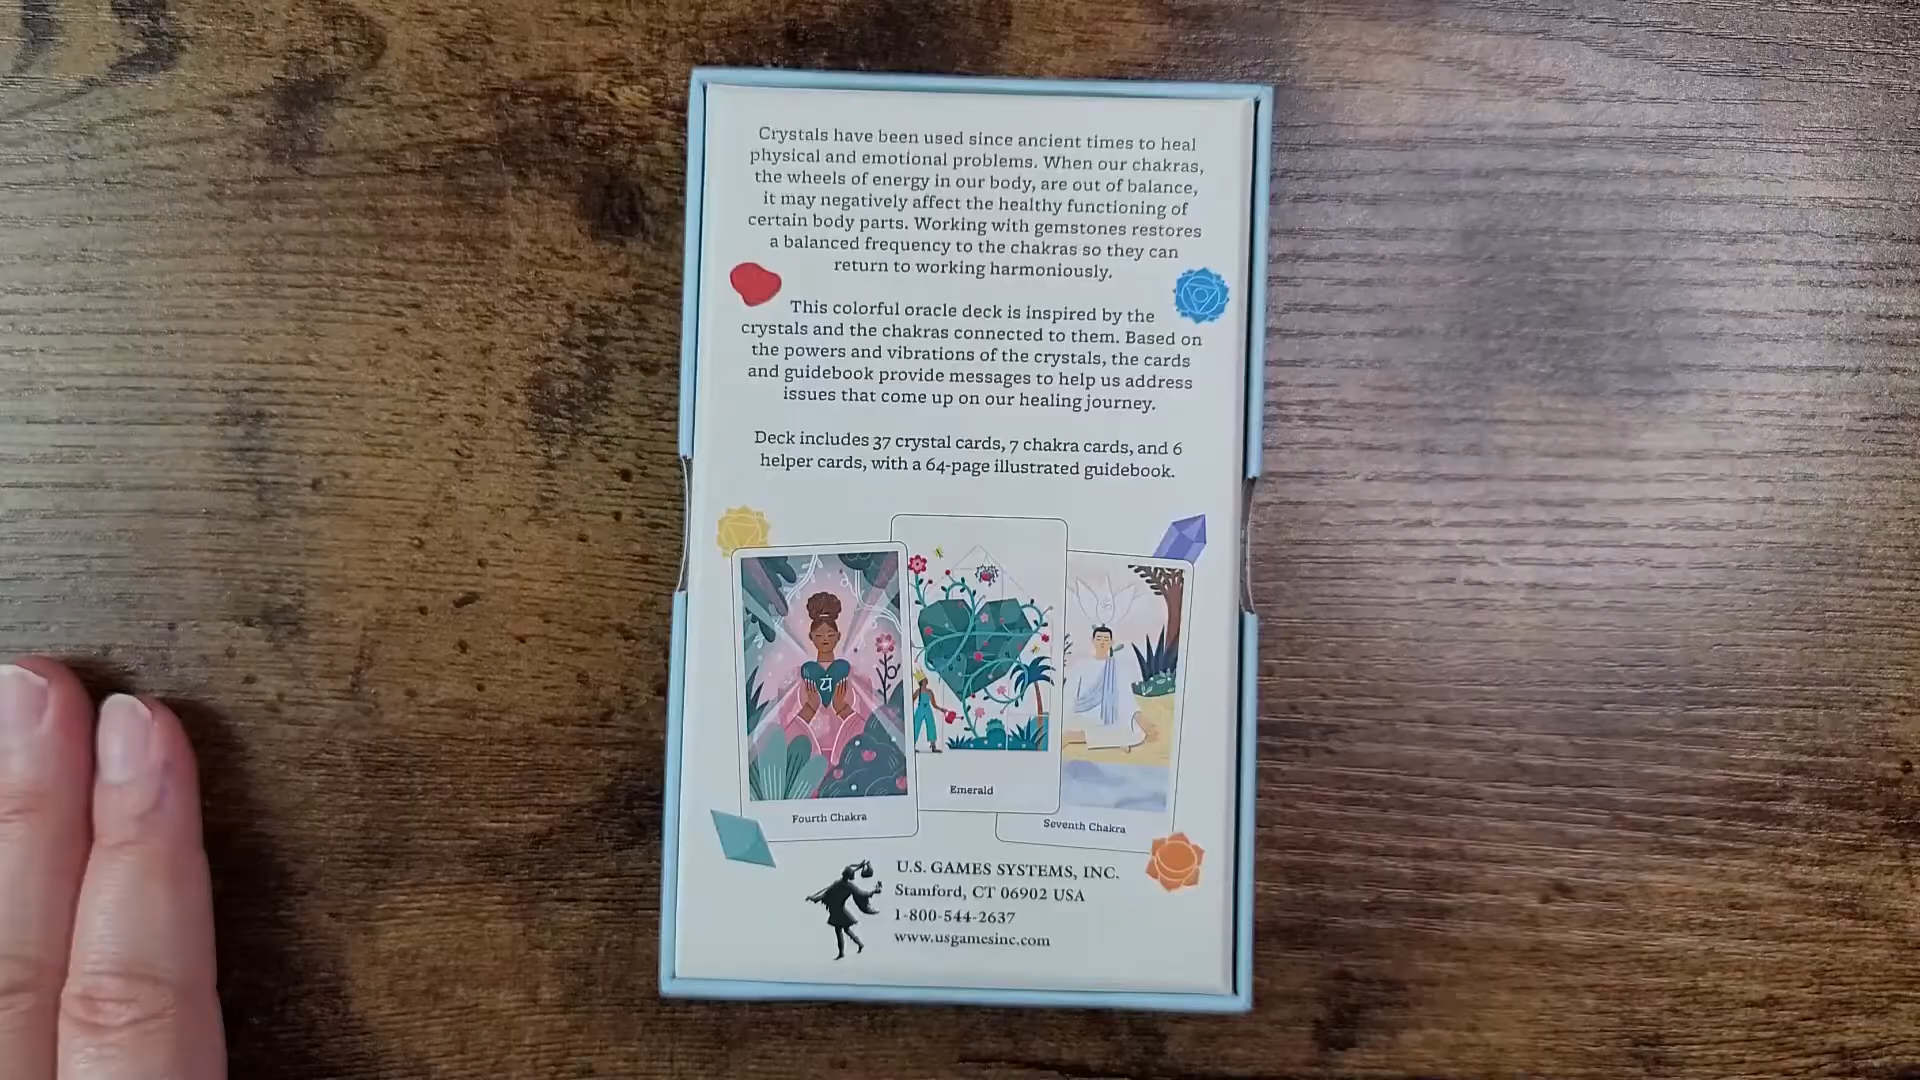 Crystals have been used since ancient times to heal
physical and emotional problems. When our chakras,
the wheels of energy in our body, are out of balance,
it may negatively affect the healthy functioning of
certain body parts. Working with gemstones restores
a balanced frequency to the chakras so they can
return to working harmoniously.
This colorful oracle deck is inspired by the
crystals and the chakras connected to them. Based on
the powers and vibrations of the crystals, the cards
and guidebook provide messages to help us address
issues that come up on our healing journey.
Deck includes 37 crystal cards, 7 chakra cards, and 6
helper cards, with a 64-page illustrated guidebook.
यं
Fourth Chakra
Emerald
Seventh Chakra
U.S. GAMES SYSTEMS, INC.
Stamford, CT 06902 USA
1-800-544-2637
www.usgamesinc.com